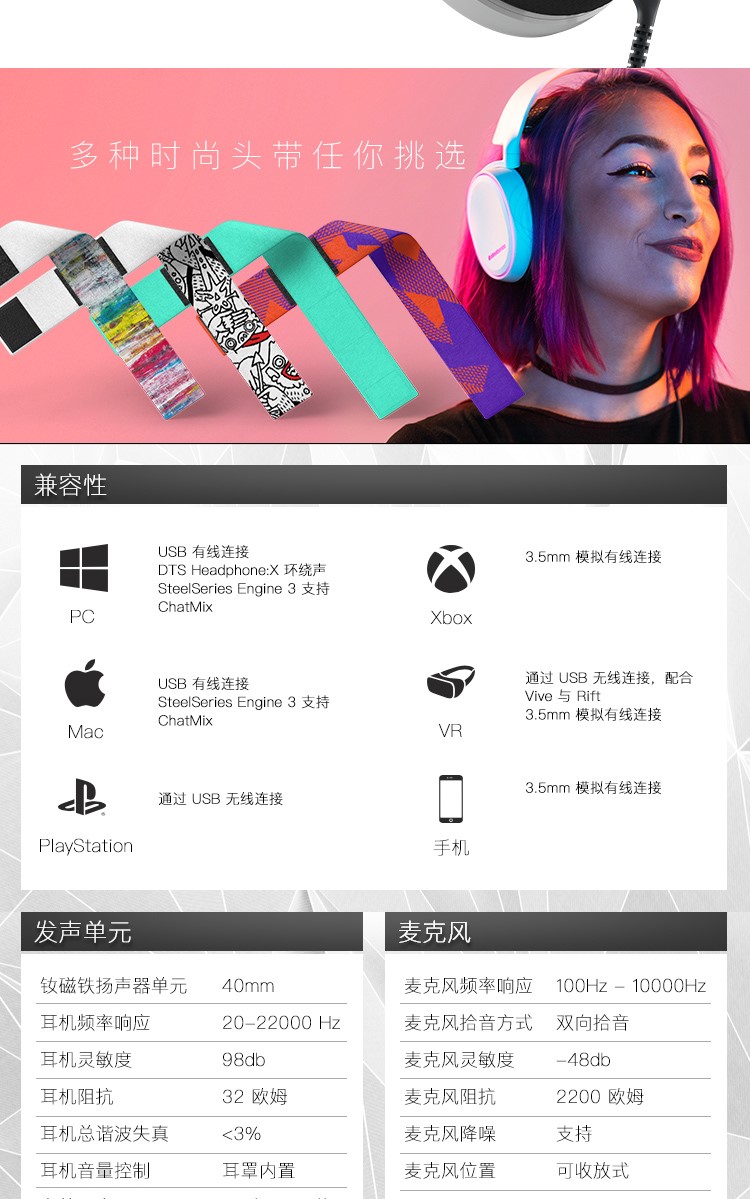 多种时尚头带任你挑选
steelseries
兼容性
PC
USB 有线连接
DTS Headphone:X 环绕声
SteelSeries Engine 3 支持
ChatMix
Xbox
3.5mm 模拟有线连接
Mac
USB 有线连接
SteelSeries Engine 3 支持
ChatMix
VR
通过 USB 无线连接，配合
Vive 与 Rift
3.5mm 模拟有线连接
PlayStation
通过 USB 无线连接
手机
3.5mm 模拟有线连接
发声单元
钕磁铁扬声器单元 40mm
耳机频率响应 20-22000 Hz
耳机灵敏度 98db
耳机阻抗 32 欧姆
耳机总谐波失真 <3%
耳机音量控制 耳罩内置
麦克风
麦克风频率响应 100Hz - 10000Hz
麦克风拾音方式 双向拾音
麦克风灵敏度 -48db
麦克风阻抗 2200 欧姆
麦克风降噪 支持
麦克风位置 可收放式